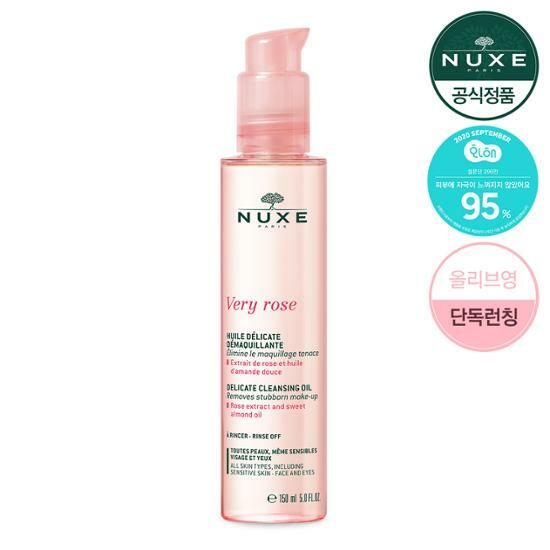 NUXE
PARIS
Very rose
HUILE DÉLICATE
DÉMAQUILLANTE
Élimine le maquillage tenace
Extrait de rose et huile
d'amande douce
DELICATE CLEANSING OIL
Removes stubborn make-up
Rose extract and sweet
almond oil
À RINCER - RINSE OFF
TOUTES PEAUX, MÊME SENSIBLES
VISAGE ET YEUX
ALL SKIN TYPES, INCLUDING
SENSITIVE SKIN - FACE AND EYES
℮ 150 ml 5.0 FL.OZ.
NUXE
PARIS
공식정품
2020 SEPTEMBER
피부에 자극이 느껴지지 않았어요
95%
올리브영
단독런칭